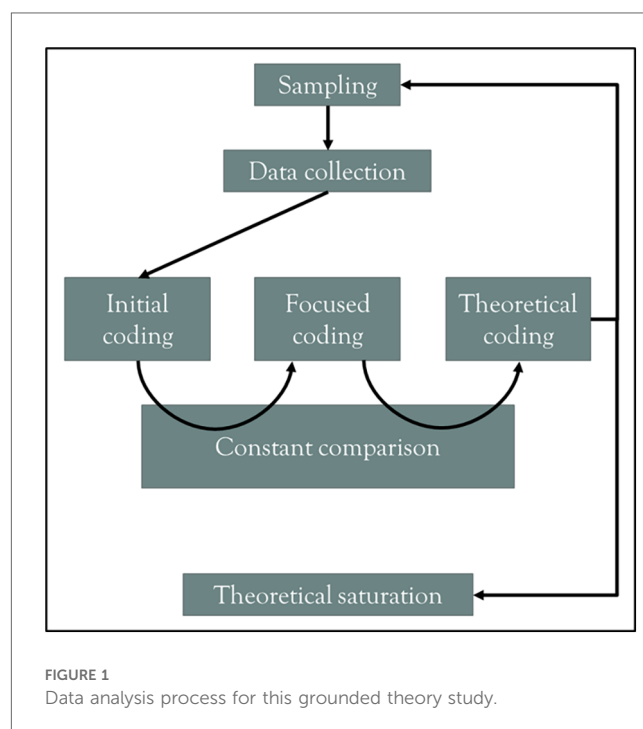 Sampling
Data collection
Initial
coding
Focused
coding
Theoretical
coding
Constant comparison
Theoretical saturation
FIGURE 1
Data analysis process for this grounded theory study.